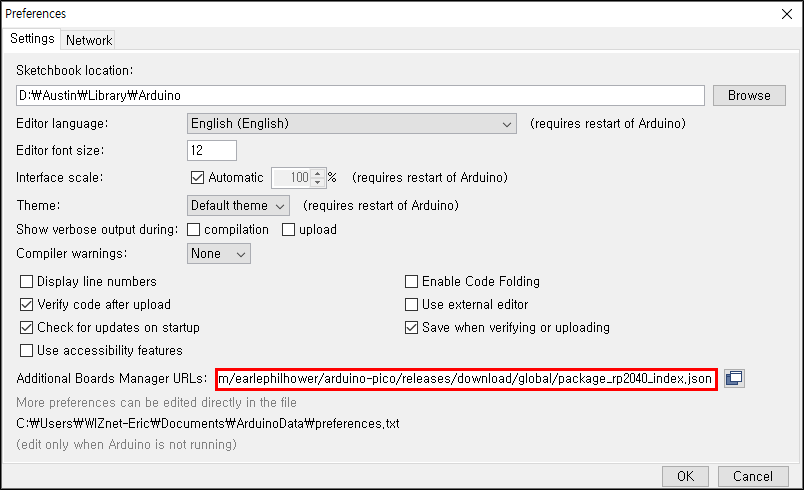 Preferences
Settings Network
Sketchbook location:
D:₩Austin₩Library₩Arduino Browse
Editor language: English (English) (requires restart of Arduino)
Editor font size: 12
Interface scale: Automatic 100 % (requires restart of Arduino)
Theme: Default theme (requires restart of Arduino)
Show verbose output during: compilation upload
Compiler warnings: None
Display line numbers Enable Code Folding
Verify code after upload Use external editor
Check for updates on startup Save when verifying or uploading
Use accessibility features
Additional Boards Manager URLs: m/earlephilhower/arduino-pico/releases/download/global/package_rp2040_index.json
More preferences can be edited directly in the file
C:₩Users₩WIZnet-Eric₩Documents₩ArduinoData₩preferences.txt
(edit only when Arduino is not running)
OK Cancel